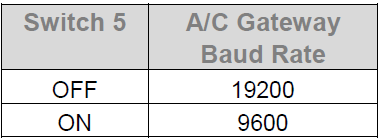 Switch 5 A/C Gateway
Baud Rate
OFF 19200
ON 9600